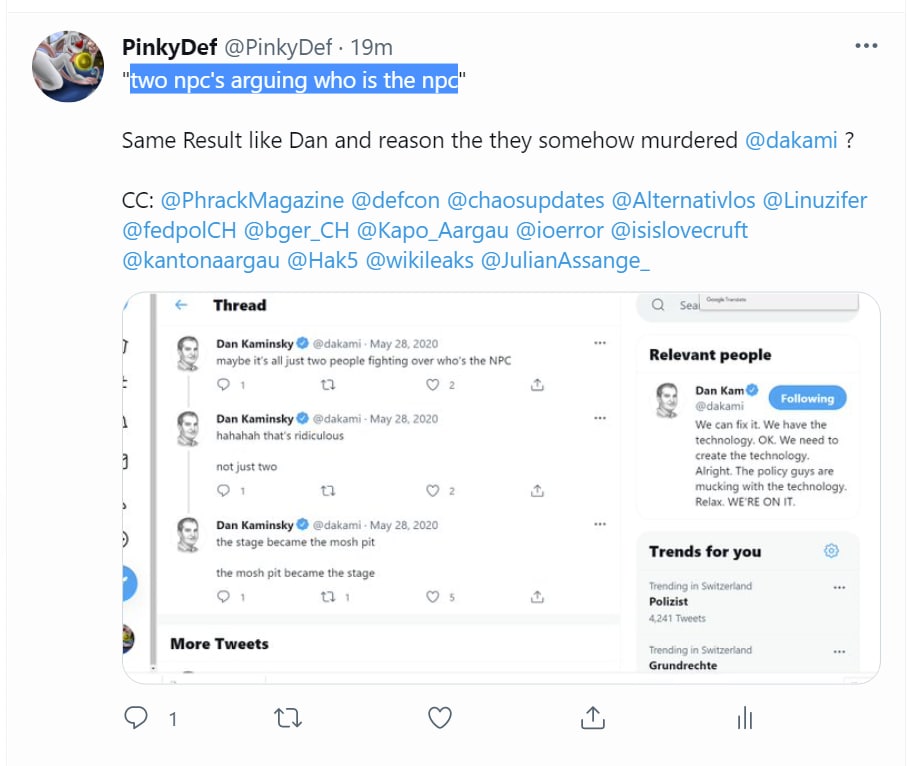 PinkyDef @PinkyDef · 19m
"two npc's arguing who is the npc"
Same Result like Dan and reason the they somehow murdered @dakami ?
CC: @PhrackMagazine @defcon @chaosupdates @Alternativlos @Linuzifer
@fedpolCH @bger_CH @Kapo_Aargau @ioerror @isislovecruft
@kantonaargau @Hak5 @wikileaks @JulianAssange_
Thread
Dan Kaminsky @dakami · May 28, 2020
maybe it's all just two people fighting over who's the NPC
1 2
Dan Kaminsky @dakami · May 28, 2020
hahahah that's ridiculous
not just two
1 2
Dan Kaminsky @dakami · May 28, 2020
the stage became the mosh pit
the mosh pit became the stage
1 1 5
More Tweets
Sea
Google Translate
Relevant people
Dan Kam
@dakami
Following
We can fix it. We have the
technology. OK. We need to
create the technology.
Alright. The policy guys are
mucking with the technology.
Relax. WE'RE ON IT.
Trends for you
Trending in Switzerland
Polizist
4,241 Tweets
Trending in Switzerland
Grundrechte
1